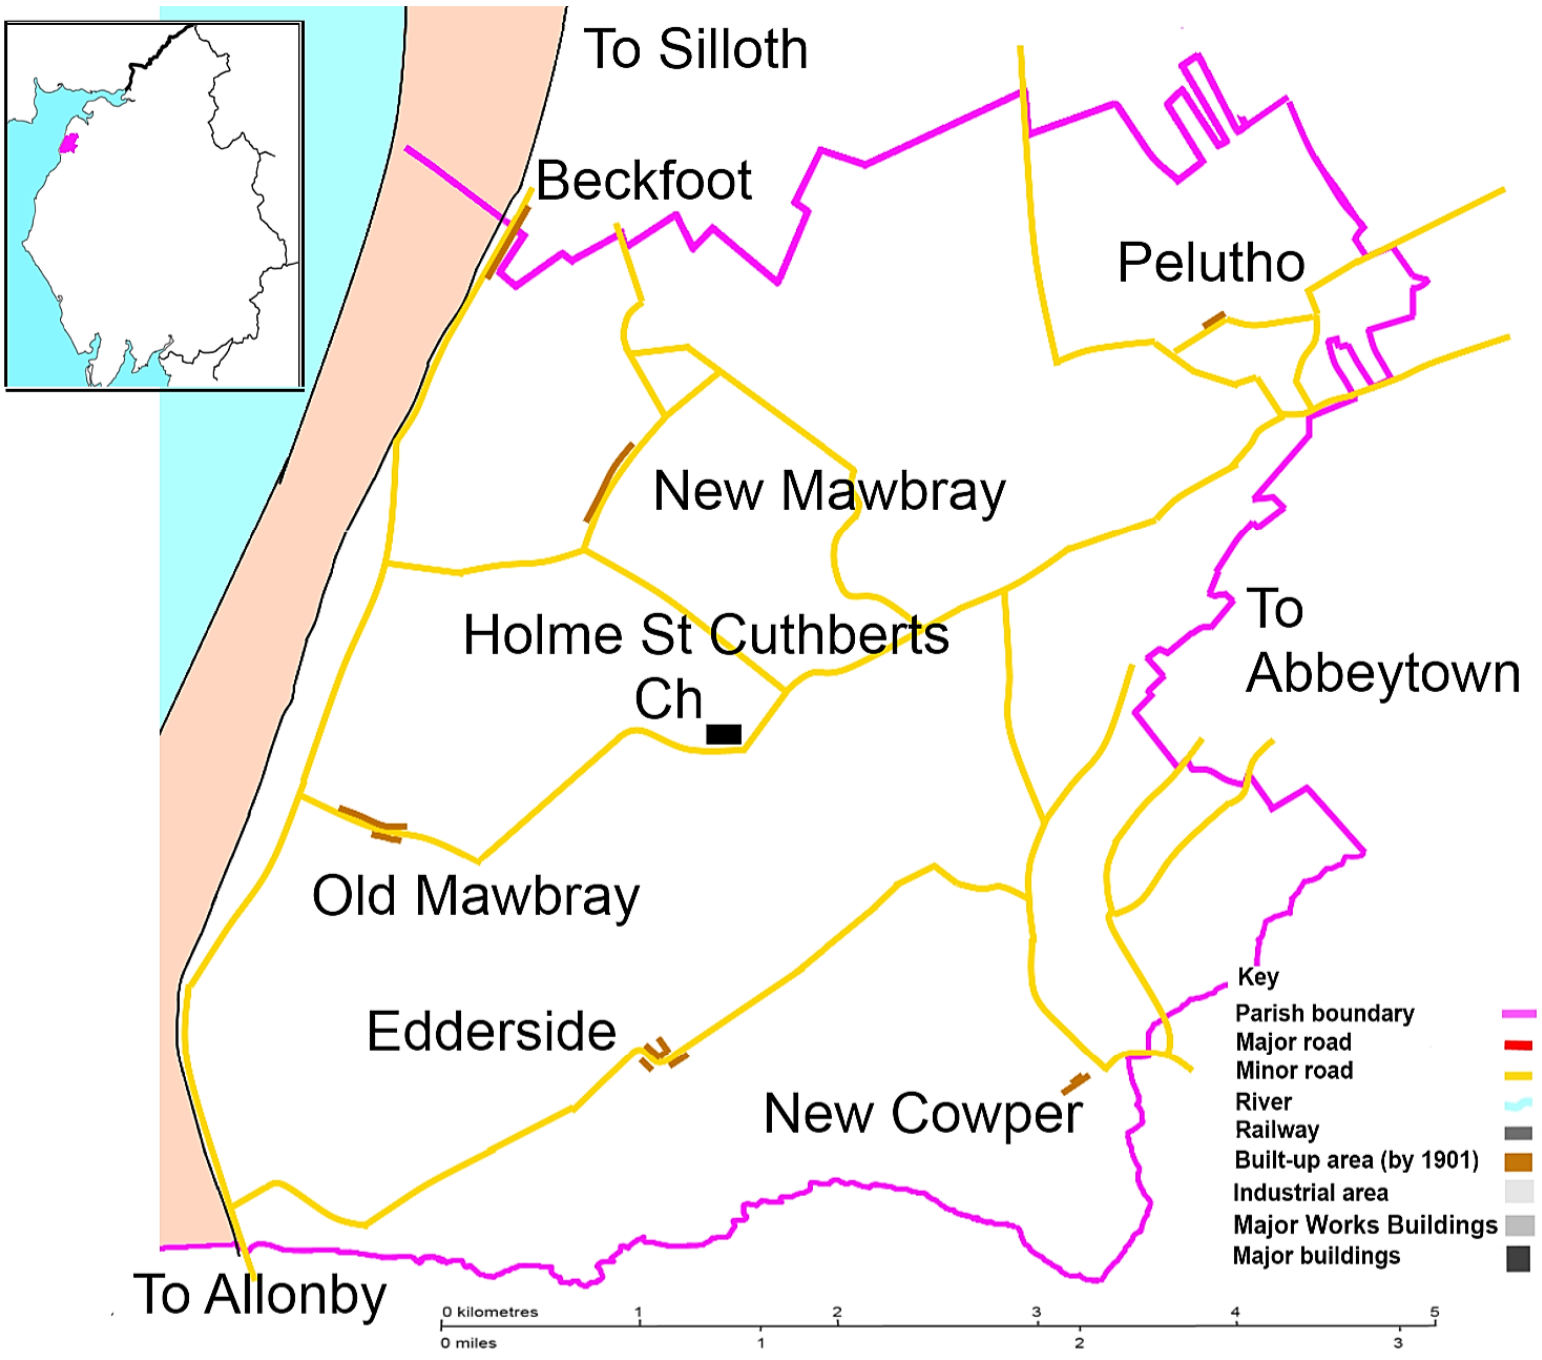 To Silloth
Beckfoot
Pelutho
New Mawbray
Holme St Cuthberts
Ch
To
Abbeytown
Old Mawbray
Edderside
New Cowper
To Allonby
Key
Parish boundary
Major road
Minor road
River
Railway
Built-up area (by 1901)
Industrial area
Major Works Buildings
Major buildings
0 kilometres 1 2 3 4 5
0 miles 1 2 3